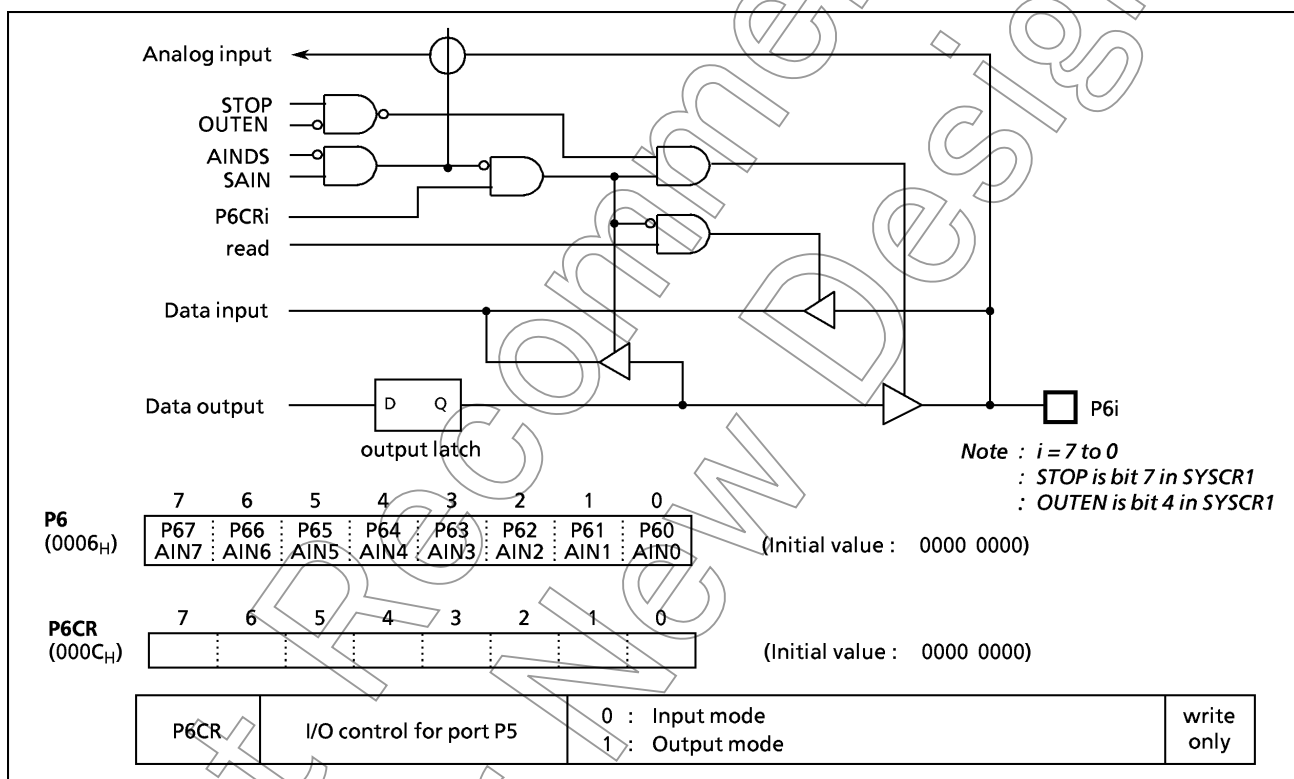 Analog input
STOP
OUTEN
AINDS
SAIN
P6CRi
read
Data input
Data output
D Q
output latch
P6i
Note : i = 7 to 0
: STOP is bit 7 in SYSCR1
: OUTEN is bit 4 in SYSCR1
7 6 5 4 3 2 1 0
P6
(0006H)
P67 P66 P65 P64 P63 P62 P61 P60
AIN7 AIN6 AIN5 AIN4 AIN3 AIN2 AIN1 AIN0
(Initial value : 0000 0000)
7 6 5 4 3 2 1 0
P6CR
(000CH)
(Initial value : 0000 0000)
P6CR
I/O control for port P5
0 : Input mode
1 : Output mode
write
only